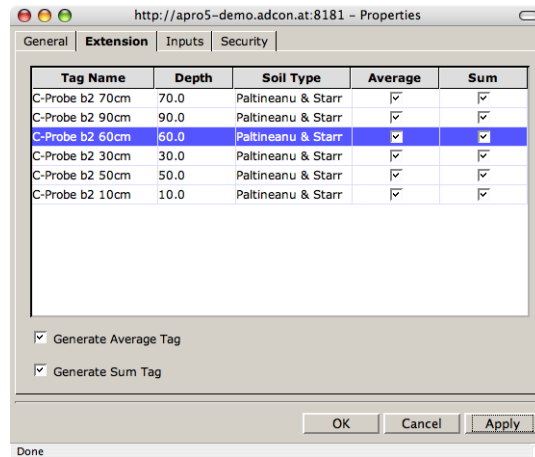 http://apro5-demo.adcon.at:8181 – Properties
General Extension Inputs Security
Tag Name Depth Soil Type Average Sum
C-Probe b2 70cm 70.0 Paltineanu & Starr
C-Probe b2 90cm 90.0 Paltineanu & Starr
C-Probe b2 60cm 60.0 Paltineanu & Starr
C-Probe b2 30cm 30.0 Paltineanu & Starr
C-Probe b2 50cm 50.0 Paltineanu & Starr
C-Probe b2 10cm 10.0 Paltineanu & Starr
Generate Average Tag
Generate Sum Tag
OK Cancel Apply
Done